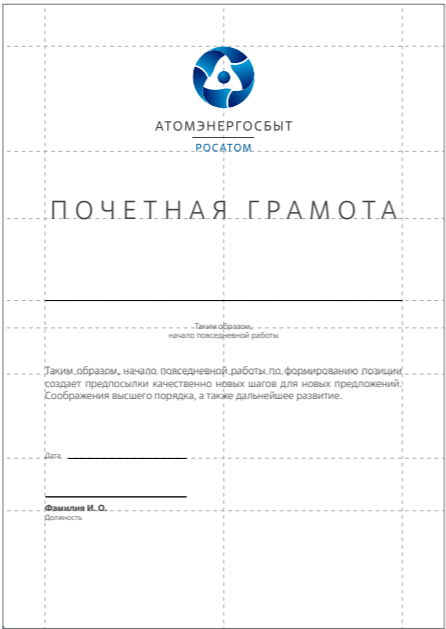 АТОМЭНЕРГОСБЫТ
РОСАТОМ
ПОЧЕТНАЯ ГРАМОТА
Таким образом,
начало повседневной работы
Таким образом, начало повседневной работы по формированию позиции
создает предпосылки качественно новых шагов для новых предложений.
Соображения высшего порядка, а также дальнейшее развитие.
Дата
Фамилия И. О.
Должность